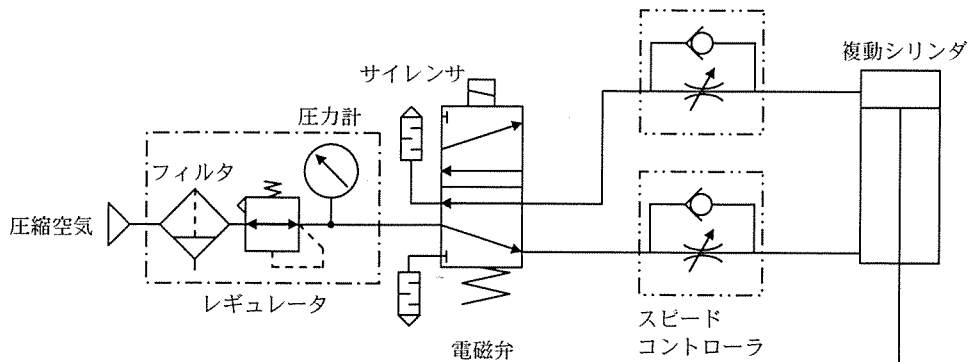 複動シリンダ
サイレンサ
圧力計
フィルタ
圧縮空気
レギュレータ
スピード
コントローラ
電磁弁